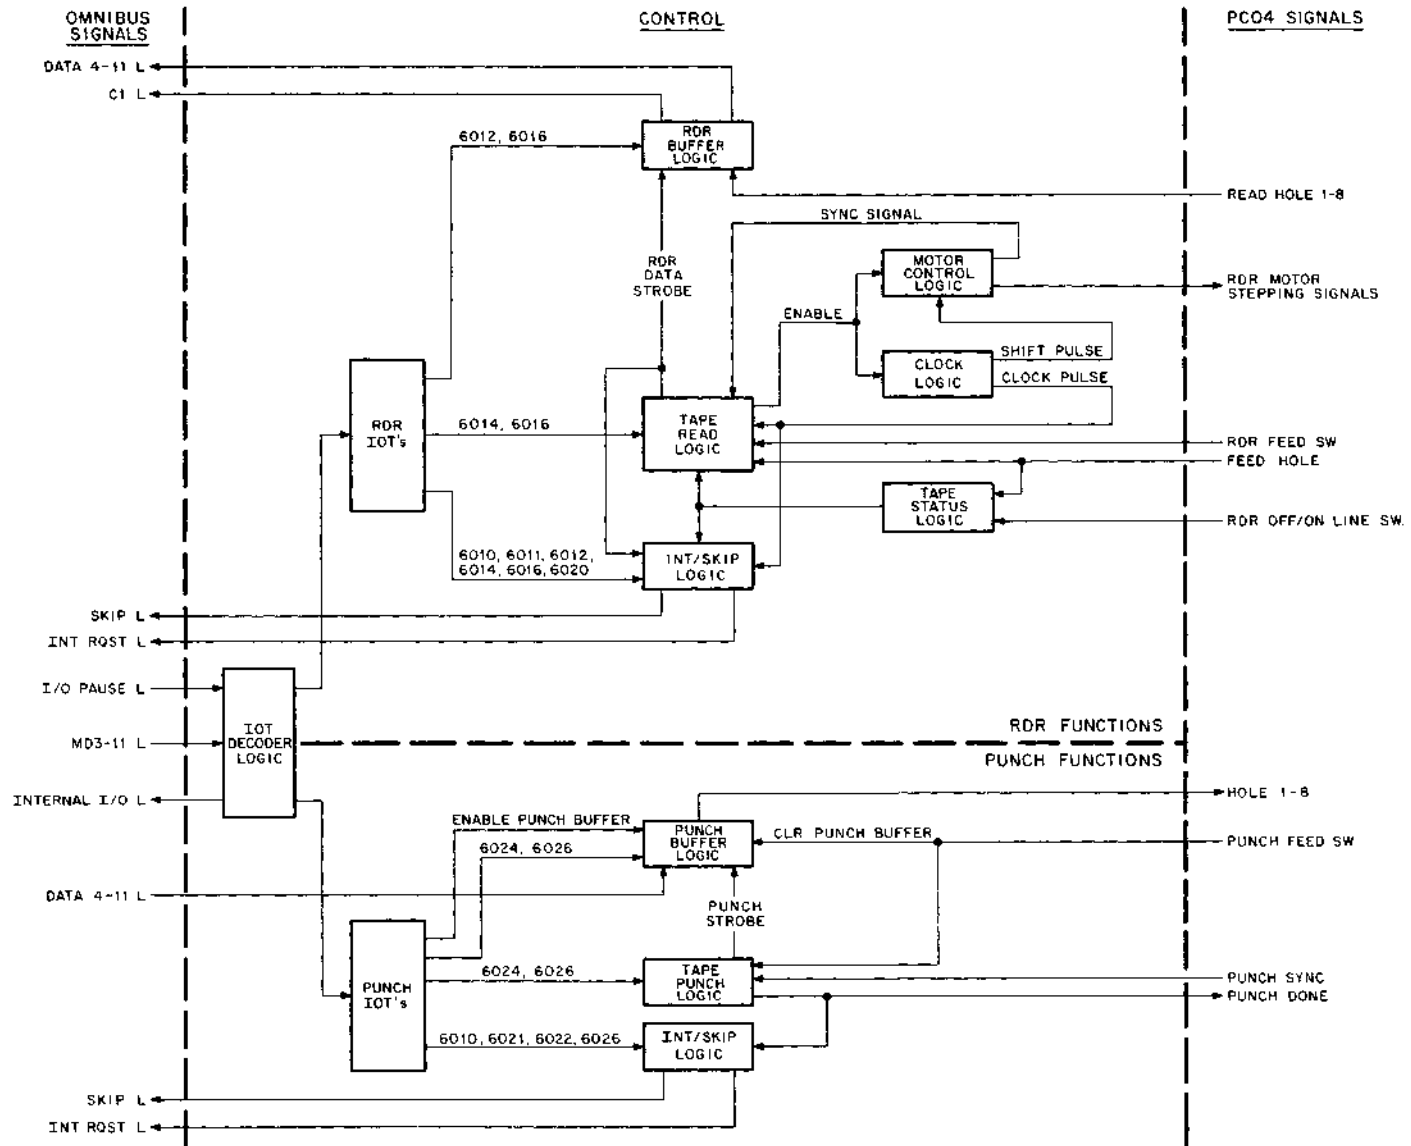 OMNIBUS
SIGNALS
CONTROL
PC04 SIGNALS
DATA 4-11 L
C1 L
6012, 6016
RDR
BUFFER
LOGIC
READ HOLE 1-8
SYNC SIGNAL
RDR
DATA
STROBE
MOTOR
CONTROL
LOGIC
RDR MOTOR
STEPPING SIGNALS
ENABLE
SHIFT PULSE
CLOCK
LOGIC
CLOCK PULSE
RDR
IOT's
6014, 6016
TAPE
READ
LOGIC
RDR FEED SW
FEED HOLE
TAPE
STATUS
LOGIC
RDR OFF/ON LINE SW.
6010, 6011, 6012,
6014, 6016, 6020
INT/SKIP
LOGIC
SKIP L
INT RQST L
I/O PAUSE L
IOT
DECODER
LOGIC
MD3-11 L
RDR FUNCTIONS
PUNCH FUNCTIONS
INTERNAL I/O L
HOLE 1-8
ENABLE PUNCH BUFFER
PUNCH
BUFFER
LOGIC
CLR PUNCH BUFFER
PUNCH FEED SW
6024, 6026
DATA 4-11 L
PUNCH
STROBE
PUNCH
IOT's
6024, 6026
TAPE
PUNCH
LOGIC
PUNCH SYNC
PUNCH DONE
6010, 6021, 6022, 6026
INT/SKIP
LOGIC
SKIP L
INT RQST L